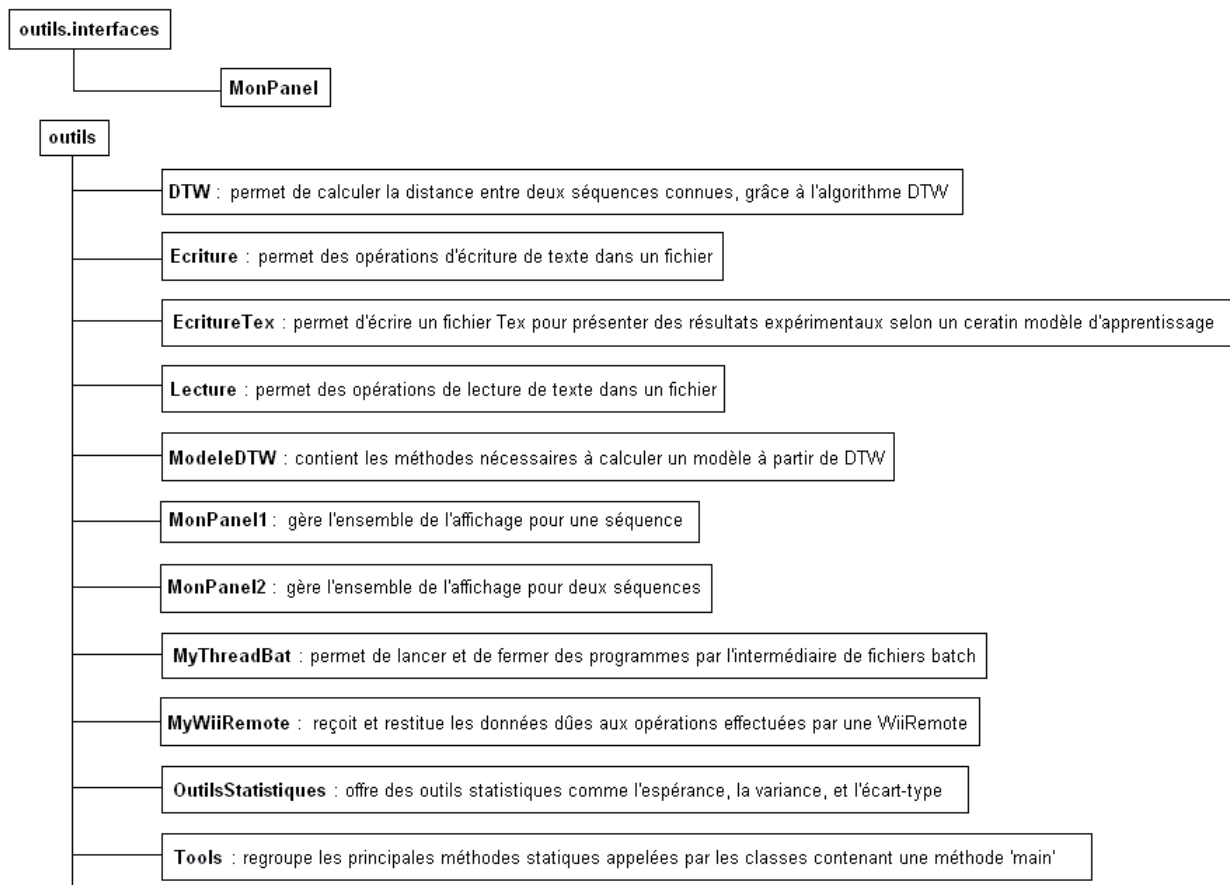 outils.interfaces
MonPanel
outils
DTW : permet de calculer la distance entre deux séquences connues, grâce à l'algorithme DTW
Ecriture : permet des opérations d'écriture de texte dans un fichier
EcritureTex : permet d'écrire un fichier Tex pour présenter des résultats expérimentaux selon un ceratin modèle d'apprentissage
Lecture : permet des opérations de lecture de texte dans un fichier
ModeleDTW : contient les méthodes nécessaires à calculer un modèle à partir de DTW
MonPanel1 : gère l'ensemble de l'affichage pour une séquence
MonPanel2 : gère l'ensemble de l'affichage pour deux séquences
MyThreadBat : permet de lancer et de fermer des programmes par l'intermédiaire de fichiers batch
MyWiiRemote : reçoit et restitue les données dûes aux opérations effectuées par une WiiRemote
OutilsStatistiques : offre des outils statistiques comme l'espérance, la variance, et l'écart-type
Tools : regroupe les principales méthodes statiques appelées par les classes contenant une méthode 'main'